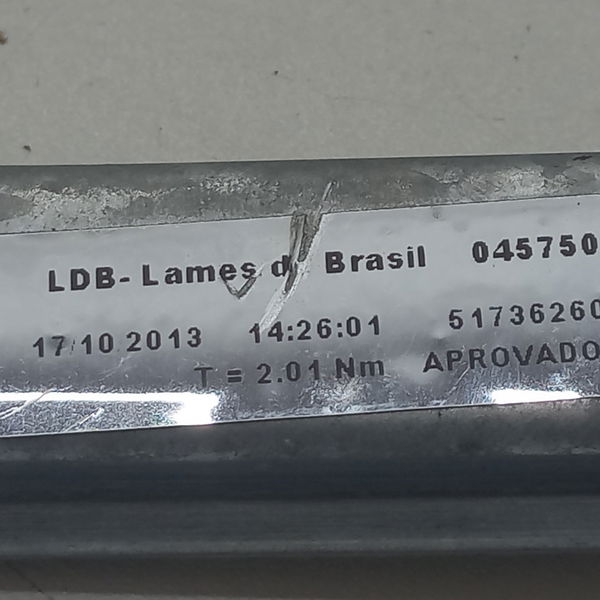 LDB- Lames d Brasil 045750
17/10 2013 14:26:01 51736260
T = 2.01 Nm APROVADO